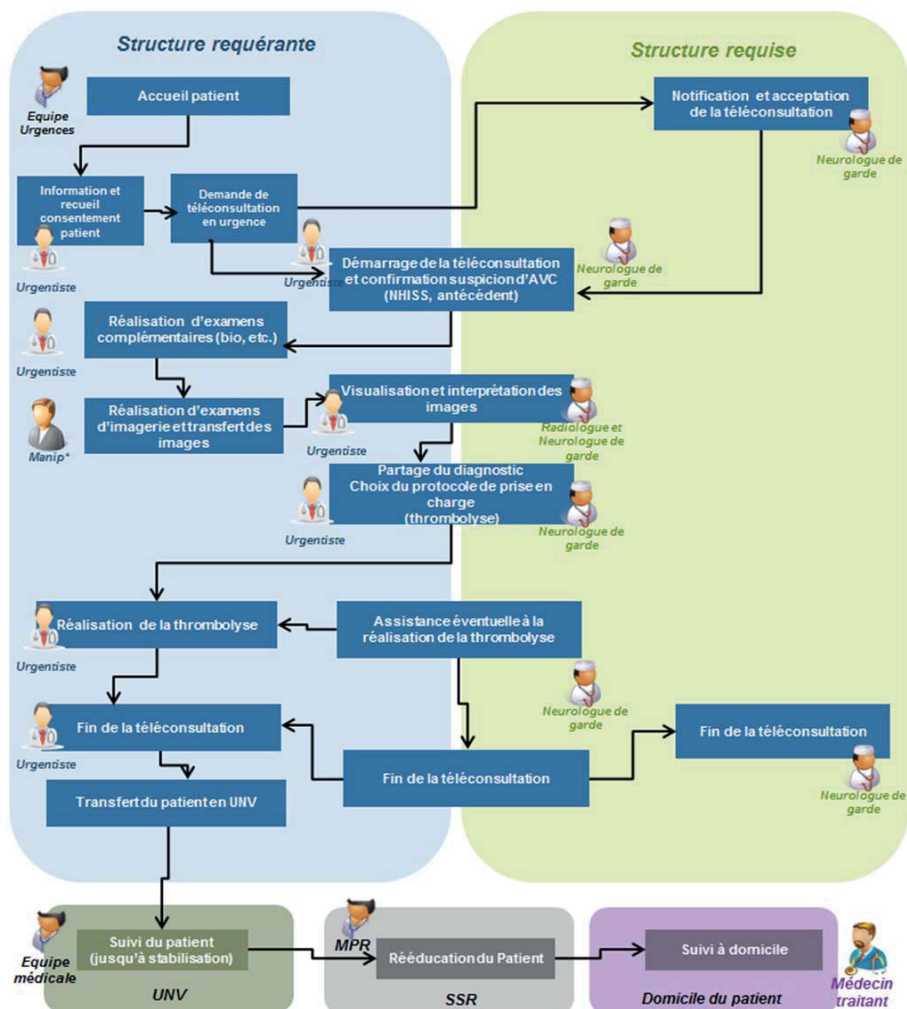 Structure requérante
Structure requise
Equipe
Urgences
Accueil patient
Notification et acceptation
de la téléconsultation
Neurologue de
garde
Information et
recueil
consentement
patient
Urgentiste
Demande de
téléconsultation
en urgence
Urgentiste
Démarrage de la téléconsultation
et confirmation suspicion d'AVC
(NHISS, antécédent)
Neurologue de
garde
Réalisation d'examens
complémentaires (bio, etc.)
Urgentiste
Réalisation d'examens
d'imagerie et transfert des
images
Manip*
Visualisation et interprétation des
images
Urgentiste
Radiologue et
Neurologue de
garde
Partage du diagnostic
Choix du protocole de prise en
charge
(thrombolyse)
Urgentiste
Neurologue de
garde
Réalisation de la thrombolyse
Urgentiste
Assistance éventuelle à la
réalisation de la thrombolyse
Neurologue de
garde
Fin de la téléconsultation
Urgentiste
Fin de la téléconsultation
Fin de la téléconsultation
Neurologue de
garde
Transfert du patient en UNV
Equipe
médicale
Suivi du patient
(jusqu'à stabilisation)
UNV
MPR
Rééducation du Patient
SSR
Suivi à domicile
Domicile du patient
Médecin
traitant